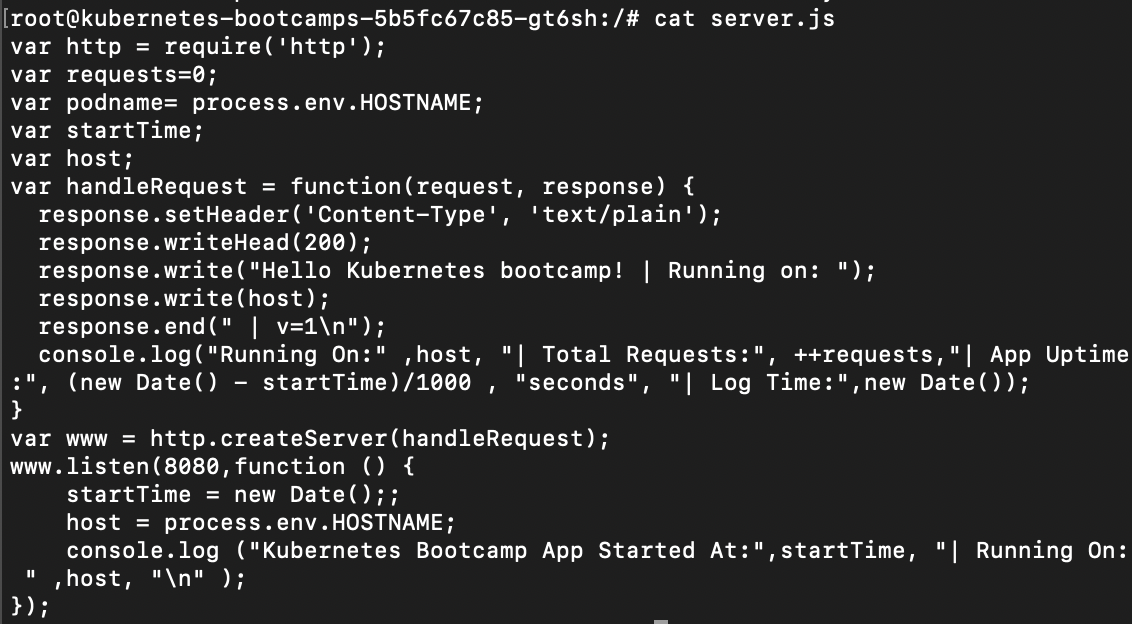 [root@kubernetes-bootcamps-5b5fc67c85-gt6sh:/# cat server.js
var http = require('http');
var requests=0;
var podname= process.env.HOSTNAME;
var startTime;
var host;
var handleRequest = function(request, response) {
  response.setHeader('Content-Type', 'text/plain');
  response.writeHead(200);
  response.write("Hello Kubernetes bootcamp! | Running on: ");
  response.write(host);
  response.end(" | v=1\n");
  console.log("Running On:" ,host, "| Total Requests:", ++requests,"| App Uptime
:", (new Date() - startTime)/1000 , "seconds", "| Log Time:",new Date());
}
var www = http.createServer(handleRequest);
www.listen(8080,function () {
    startTime = new Date();;
    host = process.env.HOSTNAME;
    console.log ("Kubernetes Bootcamp App Started At:",startTime, "| Running On:
 " ,host, "\n" );
});